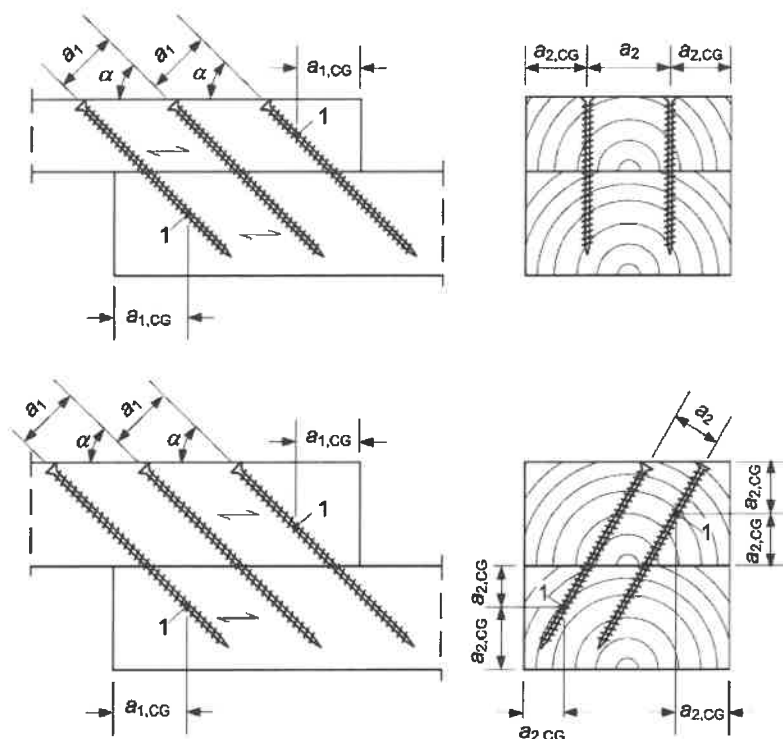 a₁ a₁ a₁,CG
α α
1
1
a₁,CG
a₂,CG a₂ a₂,CG
a₁ a₁ a₁,CG
α α
1
1
a₁,CG
a₂
a₂,CG
1
a₂,CG
a₂,CG
1
a₂,CG
a₂,CG a₂,CG